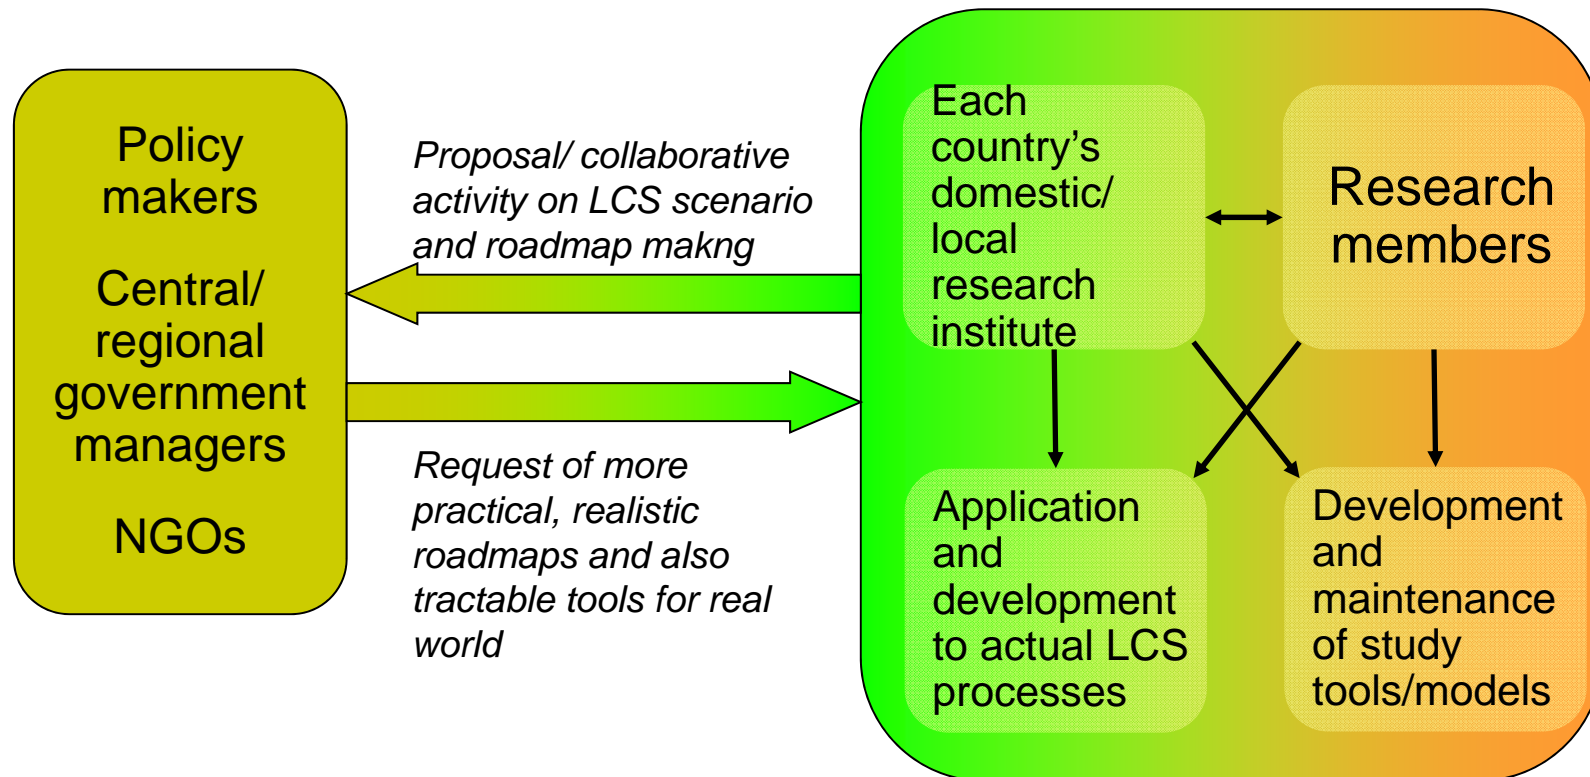 Policy
makers
Central/
regional
government
managers
NGOs
Proposal/ collaborative
activity on LCS scenario
and roadmap makng
Request of more
practical, realistic
roadmaps and also
tractable tools for real
world
Each
country’s
domestic/
local
research
institute
Research
members
Application
and
development
to actual LCS
processes
Development
and
maintenance
of study
tools/models